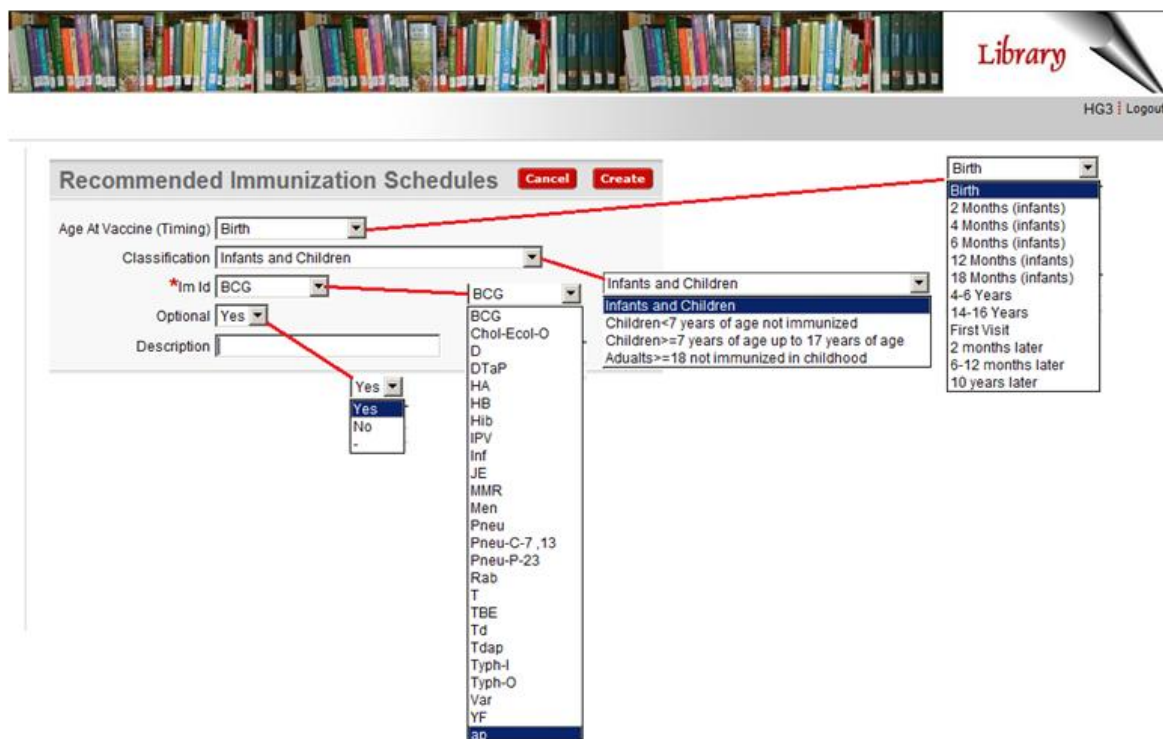 Library
HG3 Logout
Recommended Immunization Schedules Cancel Create
Age At Vaccine (Timing) Birth
Classification Infants and Children
*Im Id BCG
Optional Yes
Description
Yes
Yes
No
-
BCG
BCG
Chol-Ecol-O
D
DTaP
HA
HB
Hib
IPV
Inf
JE
MMR
Men
Pneu
Pneu-C-7 ,13
Pneu-P-23
Rab
T
TBE
Td
Tdap
Typh-I
Typh-O
Var
YF
ap
Infants and Children
Infants and Children
Children<7 years of age not immunized
Children>=7 years of age up to 17 years of age
Adualts>=18 not immunized in childhood
Birth
Birth
2 Months (infants)
4 Months (infants)
6 Months (infants)
12 Months (infants)
18 Months (infants)
4-6 Years
14-16 Years
First Visit
2 months later
6-12 months later
10 years later